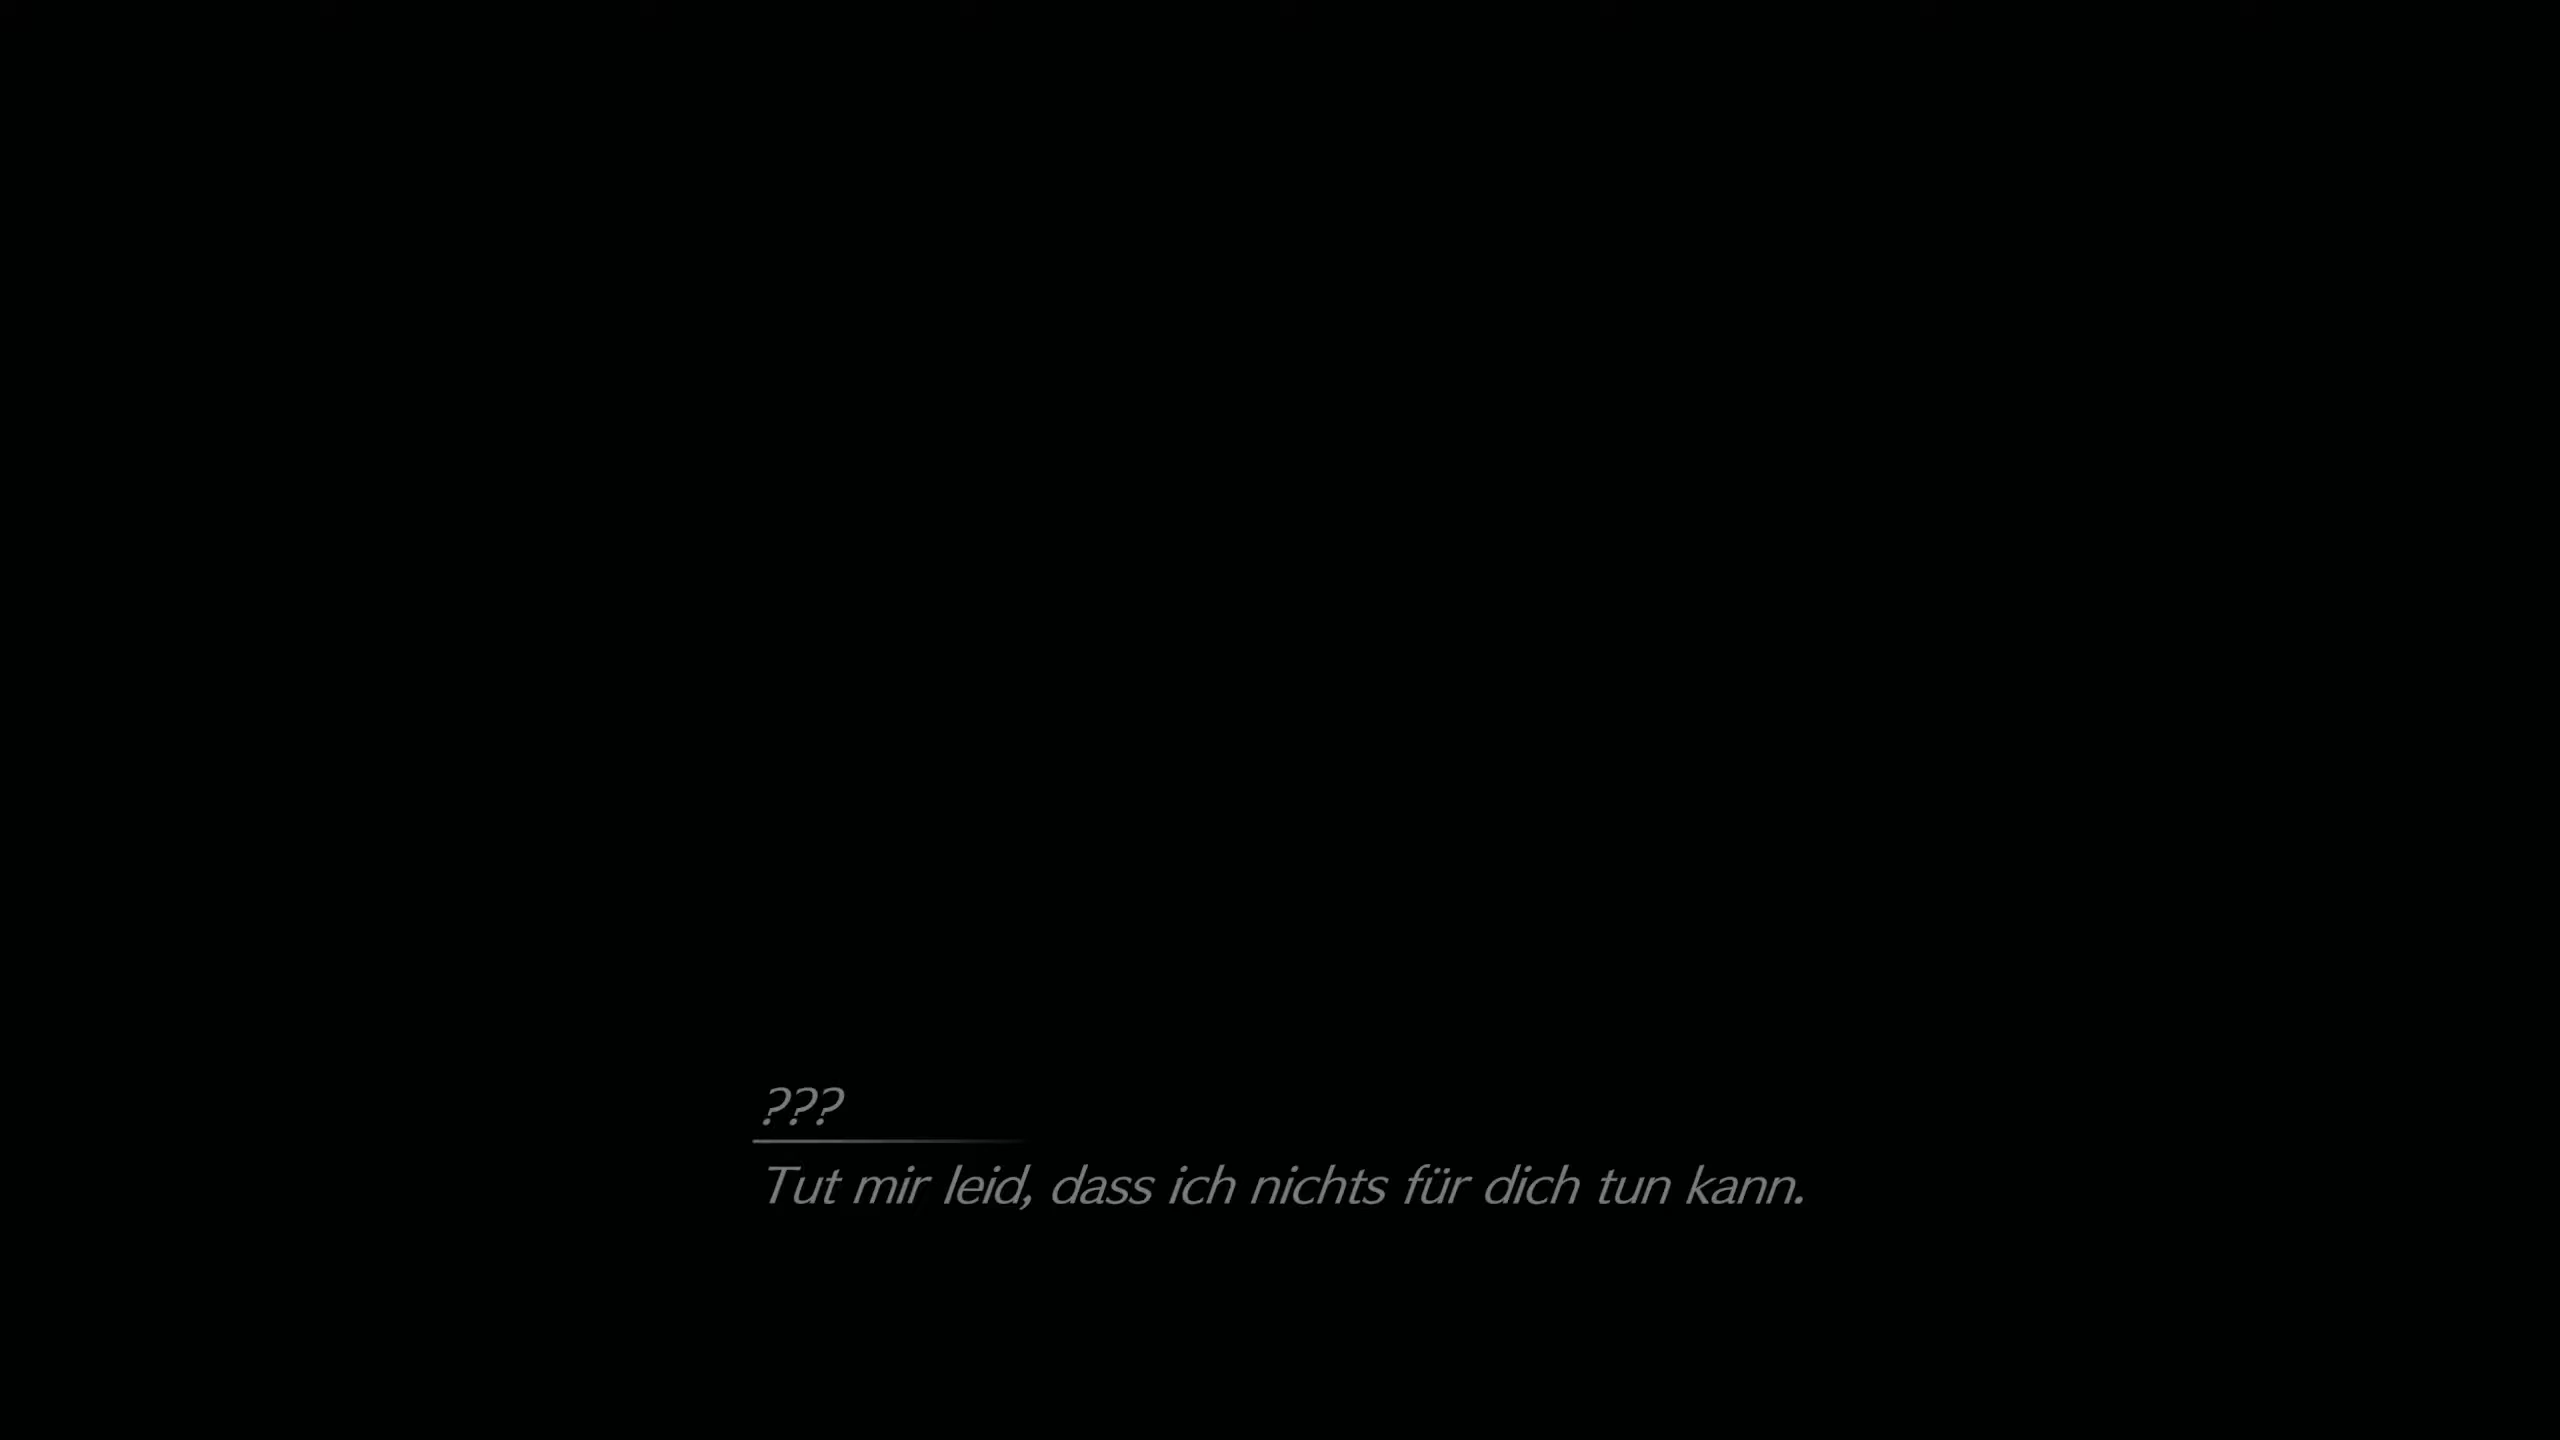 ???
Tut mir leid, dass ich nichts für dich tun kann.